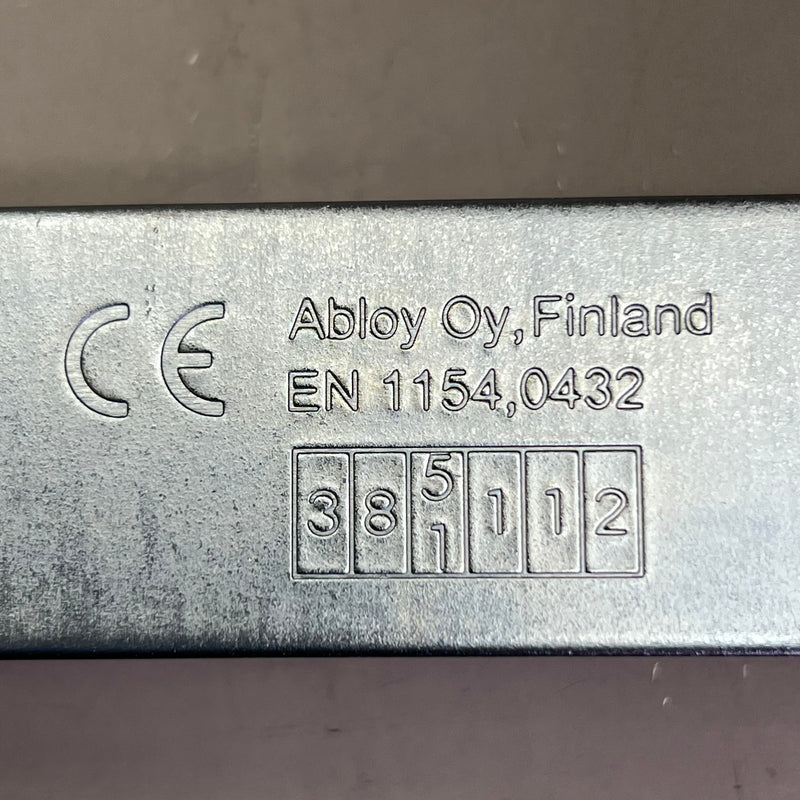 CE
Abloy Oy, Finland
EN 1154,0432
3 8 5 1 1 2
1